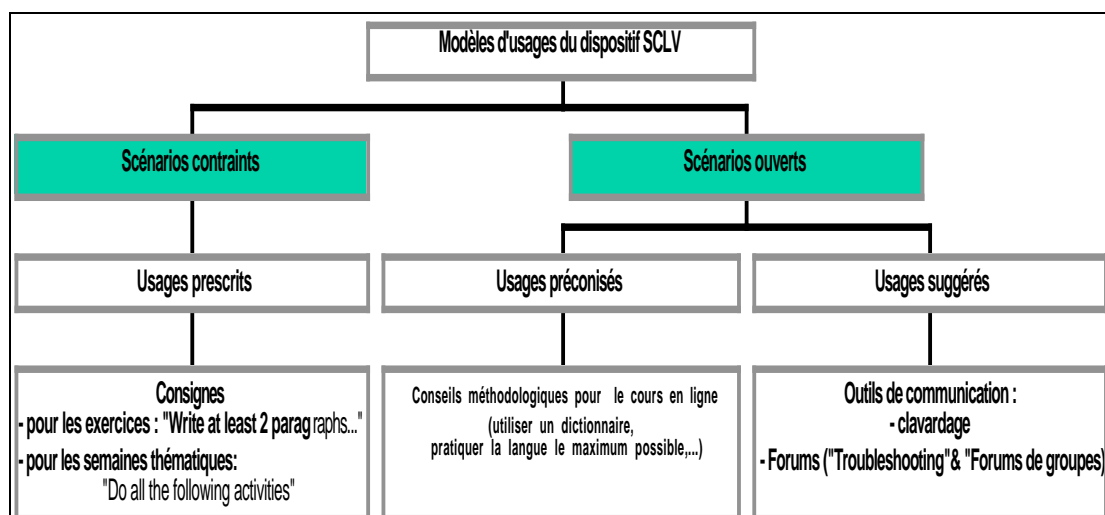 Modèles d'usages du dispositif SCLV
Scénarios contraints
Scénarios ouverts
Usages prescrits
Usages préconisés
Usages suggérés
Consignes
- pour les exercices : "Write at least 2 paragraphs..."
- pour les semaines thématiques:
"Do all the following activities"
Conseils méthodologiques pour le cours en ligne
(utiliser un dictionnaire,
pratiquer la langue le maximum possible,...)
Outils de communication :
- clavardage
- Forums ("Troubleshooting"& "Forums de groupes)